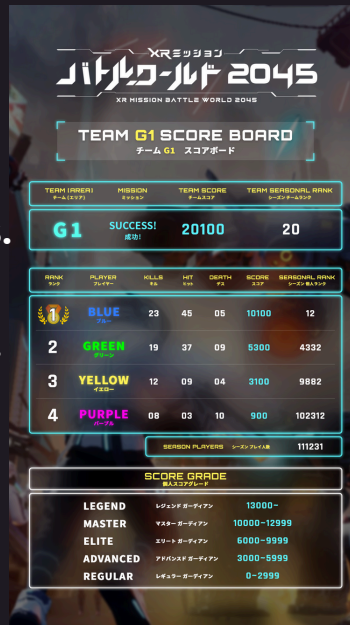 XRミッション
バトルワールド 2045
XR MISSION BATTLE WORLD 2045
TEAM G1 SCORE BOARD
チーム G1 スコアボード
TEAM (AREA) MISSION TEAM SCORE TEAM SEASONAL RANK
チーム (エリア) ミッション チームスコア シーズン チームランク
G1 SUCCESS! 20100 20
成功!
RANK PLAYER KILLS HIT DEATH SCORE SEASONAL RANK
ランク プレイヤー キル ヒット デス スコア シーズン 個人ランク
1 BLUE 23 45 05 10100 12
ブルー
2 GREEN 19 37 09 5300 4332
グリーン
3 YELLOW 12 09 04 3100 9882
イエロー
4 PURPLE 08 03 10 900 102312
パープル
SEASON PLAYERS シーズン プレイ人数 111231
SCORE GRADE
個人スコアグレード
LEGEND レジェンド ガーディアン 13000-
MASTER マスター ガーディアン 10000-12999
ELITE エリート ガーディアン 6000-9999
ADVANCED アドバンスド ガーディアン 3000-5999
REGULAR レギュラー ガーディアン 0-2999